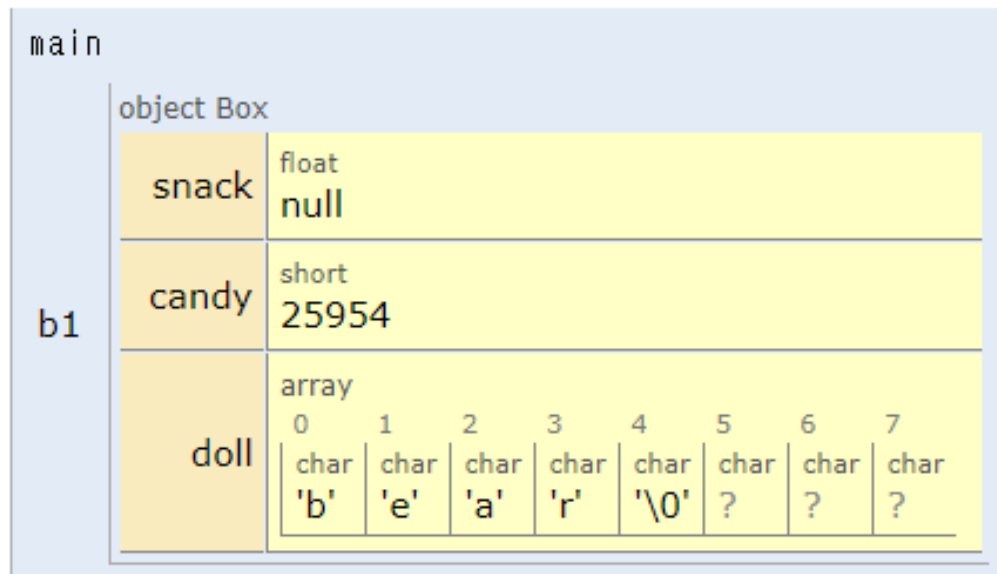 main
object Box
snack
float
null
candy
short
25954
b1
doll
array
0 1 2 3 4 5 6 7
char char char char char char char char
'b' 'e' 'a' 'r' '\0' ? ? ?